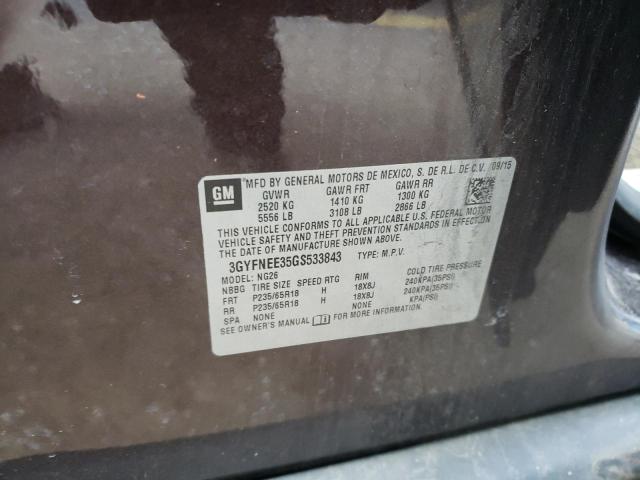 GM
MFD BY GENERAL MOTORS DE MEXICO, S. DE R.L. DE C.V. 09/15
GVWR GAWR FRT GAWR RR
2520 KG 1410 KG 1300 KG
5556 LB 3108 LB 2866 LB
THIS VEHICLE CONFORMS TO ALL APPLICABLE U.S. FEDERAL MOTOR
VEHICLE SAFETY AND THEFT PREVENTION STANDARDS IN EFFECT ON
THE DATE OF MANUFACTURE SHOWN ABOVE.
3GYFNEE35GS533843 TYPE: M.P.V.
MODEL: NG26
NBBG TIRE SIZE SPEED RTG RIM COLD TIRE PRESSURE
FRT P235/65R18 H 18X8J 240KPA(35PSI)
RR P235/65R18 H 18X8J 240KPA(35PSI)
SPA NONE NONE KPA(PSI)
SEE OWNER'S MANUAL FOR MORE INFORMATION.